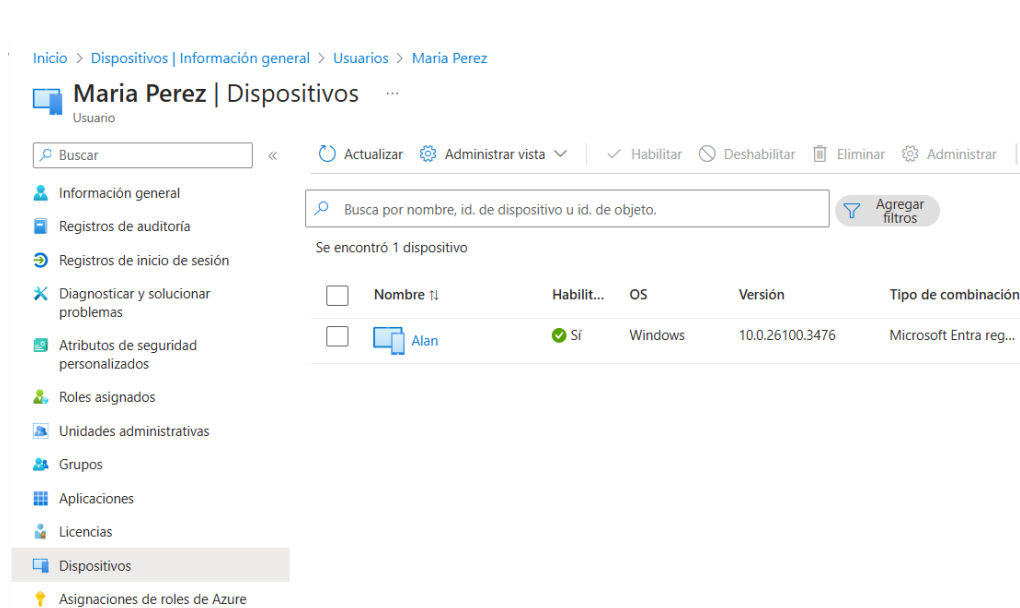 Inicio > Dispositivos | Información general > Usuarios > Maria Perez
Maria Perez | Dispositivos ...
Usuario
Buscar
«
Actualizar Administrar vista Habilitar Deshabilitar Eliminar Administrar
Información general
Registros de auditoría
Registros de inicio de sesión
Diagnosticar y solucionar
problemas
Atributos de seguridad
personalizados
Roles asignados
Unidades administrativas
Grupos
Aplicaciones
Licencias
Dispositivos
Asignaciones de roles de Azure
Busca por nombre, id. de dispositivo u id. de objeto.
Agregar
filtros
Se encontró 1 dispositivo
Nombre ↑↓ Habilit... OS Versión Tipo de combinación
Alan Sí Windows 10.0.26100.3476 Microsoft Entra reg...